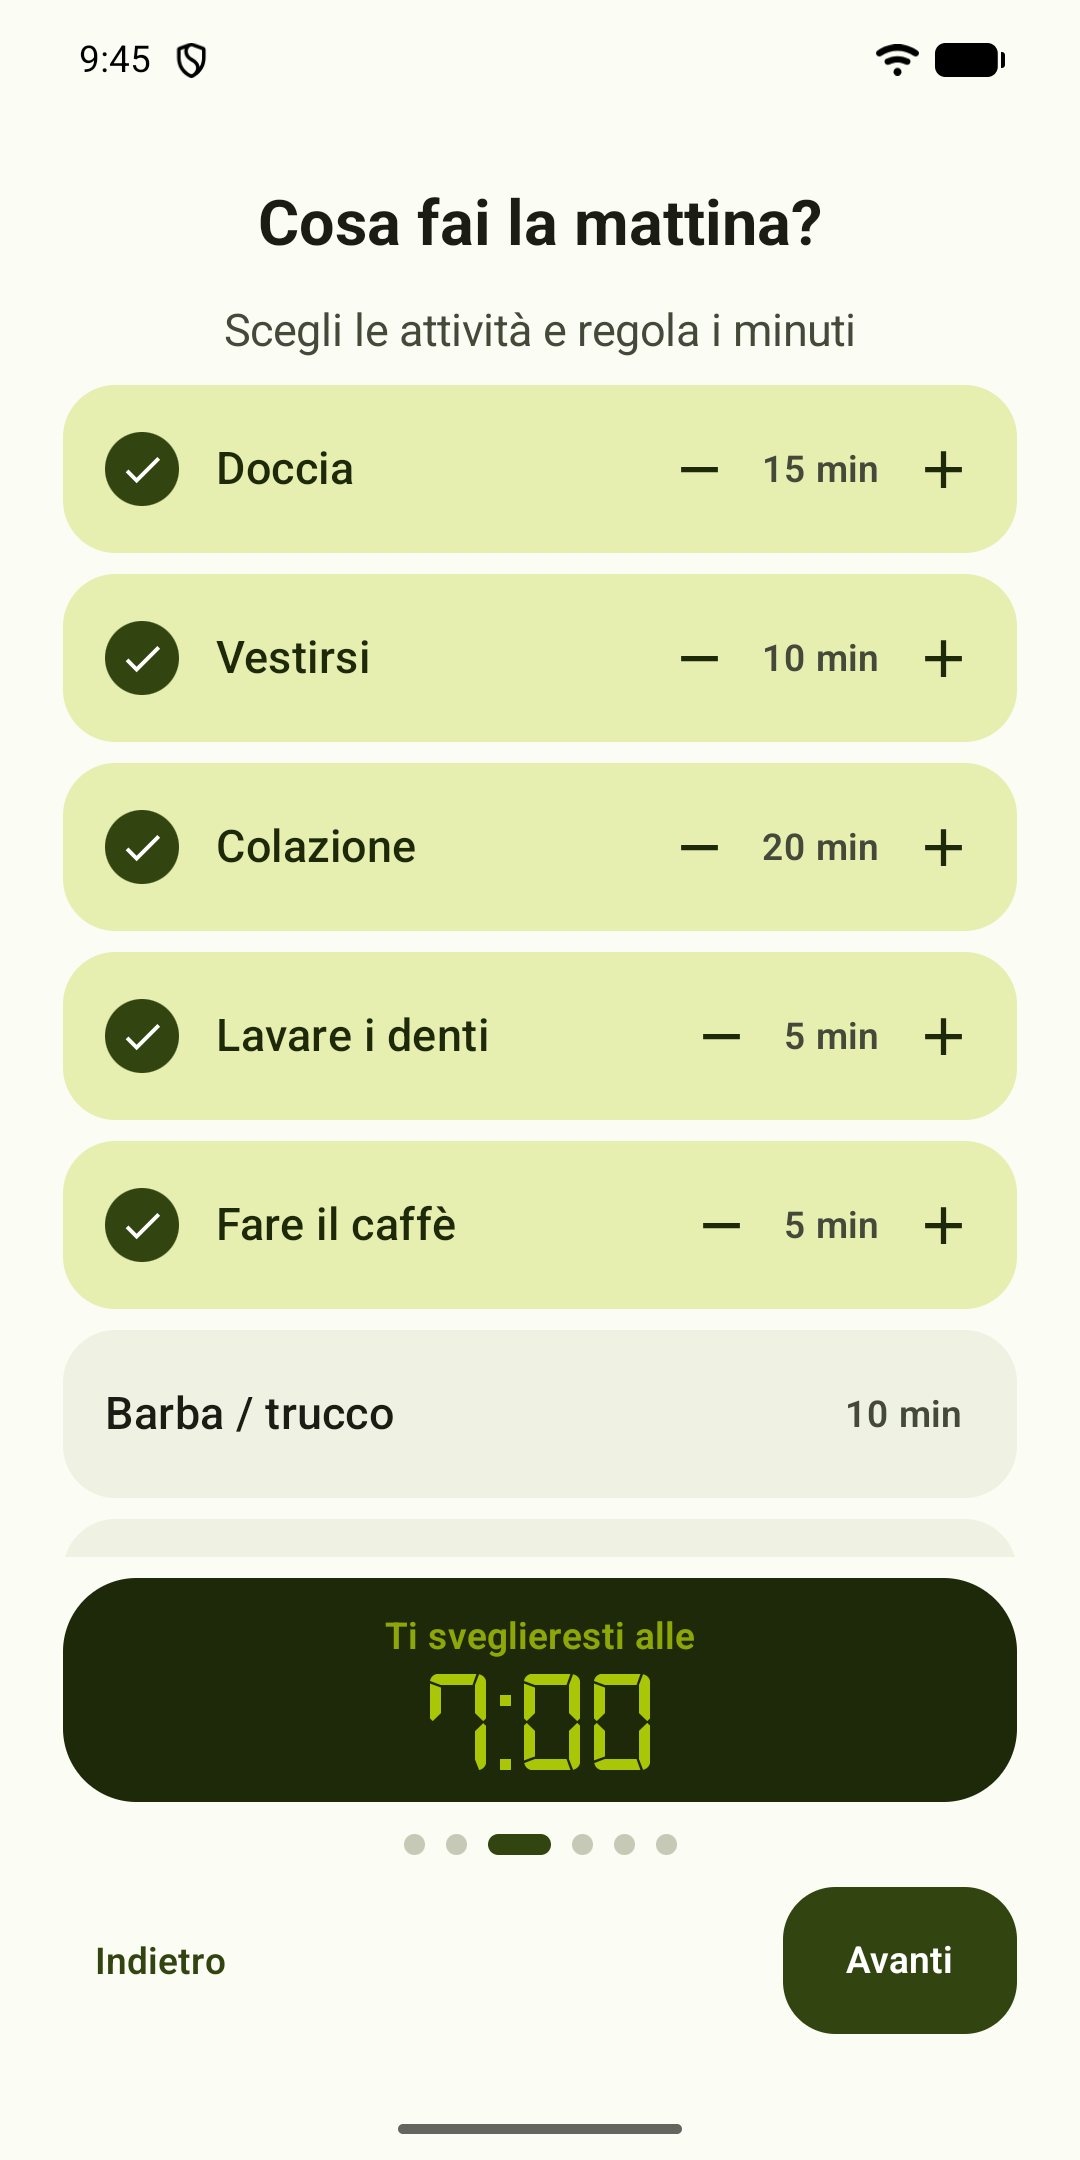 9:45
Cosa fai la mattina?
Scegli le attività e regola i minuti
Doccia − 15 min +
Vestirsi − 10 min +
Colazione − 20 min +
Lavare i denti − 5 min +
Fare il caffè − 5 min +
Barba / trucco 10 min
Ti sveglieresti alle
7:00
Indietro Avanti